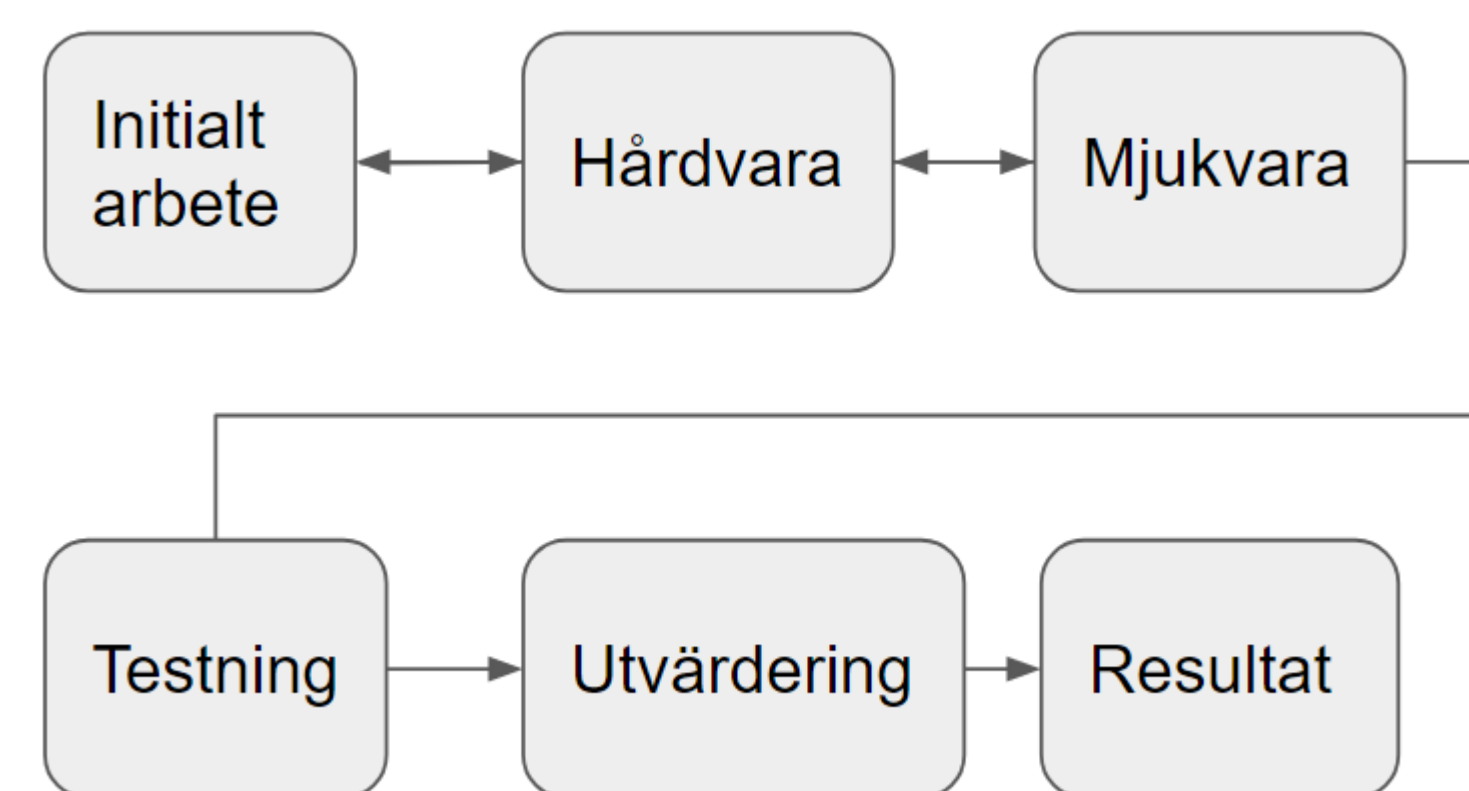 Initialt
arbete
Hårdvara
Mjukvara
Testning
Utvärdering
Resultat